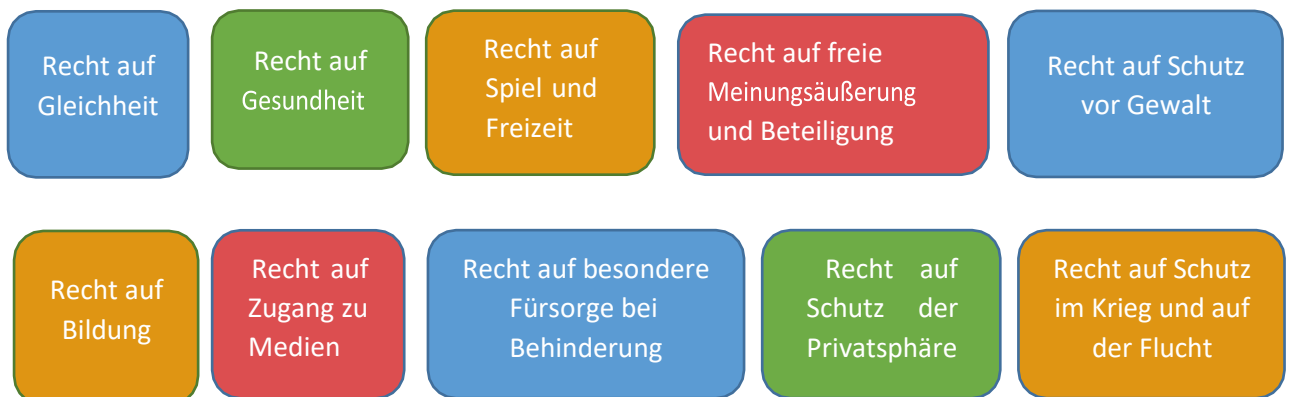 Recht auf
Gleichheit
Recht auf
Gesundheit
Recht auf
Spiel und
Freizeit
Recht auf freie
Meinungsäußerung
und Beteiligung
Recht auf Schutz
vor Gewalt
Recht auf
Bildung
Recht auf
Zugang zu
Medien
Recht auf besondere
Fürsorge bei
Behinderung
Recht auf
Schutz der
Privatsphäre
Recht auf Schutz
im Krieg und auf
der Flucht